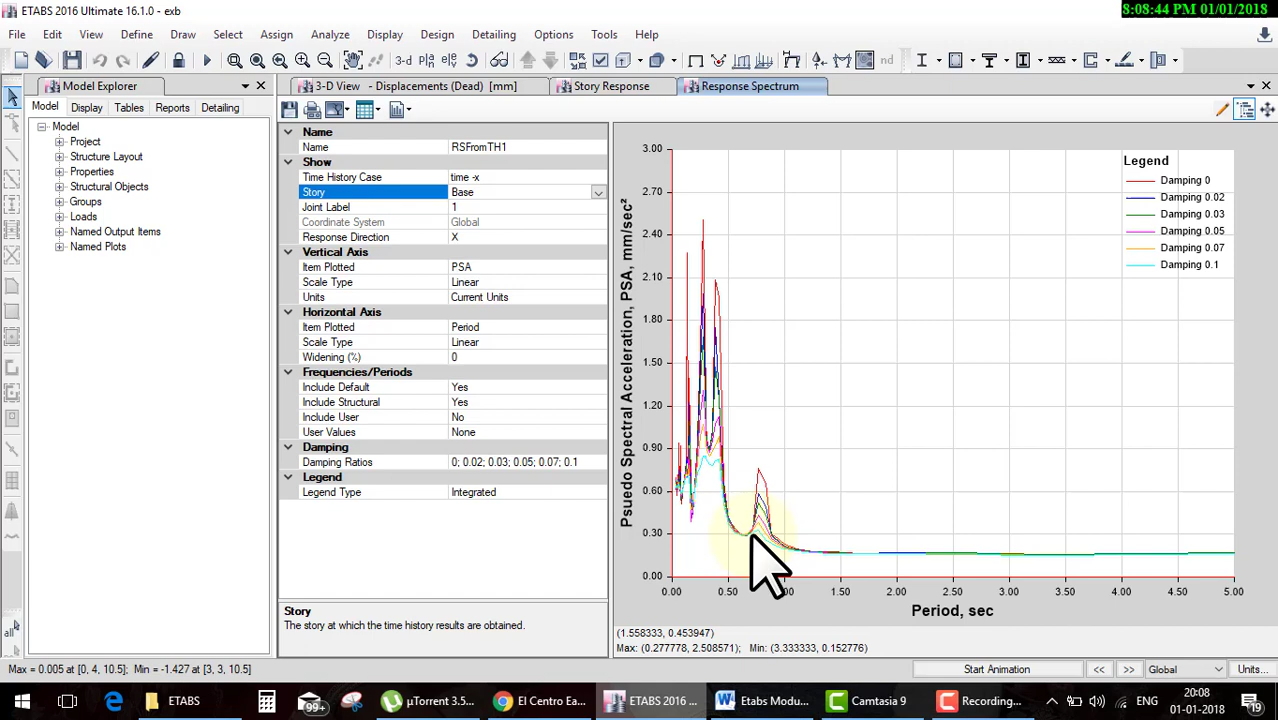 ETABS 2016 Ultimate 16.1.0 - exb
8:08:44 PM 01/01/2018
File Edit View Define Draw Select Assign Analyze Display Design Detailing Options Tools Help
3-d
Model Explorer
3-D View - Displacements (Dead) [mm]
Story Response
Response Spectrum
Model Display Tables Reports Detailing
Model
Project
Structure Layout
Properties
Structural Objects
Groups
Loads
Named Output Items
Named Plots
all
Name
Name RSFromTH1
Show
Time History Case time -x
Story Base
Joint Label 1
Coordinate System Global
Response Direction X
Vertical Axis
Item Plotted PSA
Scale Type Linear
Units Current Units
Horizontal Axis
Item Plotted Period
Scale Type Linear
Widening (%) 0
Frequencies/Periods
Include Default Yes
Include Structural Yes
Include User No
User Values None
Damping
Damping Ratios 0; 0.02; 0.03; 0.05; 0.07; 0.1
Legend
Legend Type Integrated
Story
The story at which the time history results are obtained.
Psuedo Spectral Acceleration, PSA, mm/sec²
3.00
2.70
2.40
2.10
1.80
1.50
1.20
0.90
0.60
0.30
0.00
Legend
Damping 0
Damping 0.02
Damping 0.03
Damping 0.05
Damping 0.07
Damping 0.1
0.00 0.50 .00 1.50 2.00 2.50 3.00 3.50 4.00 4.50 5.00
Period, sec
(1.558333, 0.453947)
Max: (0.277778, 2.508571); Min: (3.333333, 0.152776)
Max = 0.005 at [0, 4, 10.5]; Min = -1.427 at [3, 3, 10.5]
Start Animation << >> Global Units...
ETABS
99+
µTorrent 3.5...
El Centro Ea...
ETABS 2016 ...
Etabs Modu...
Camtasia 9
Recording...
ENG
20:08
01-01-2018
19